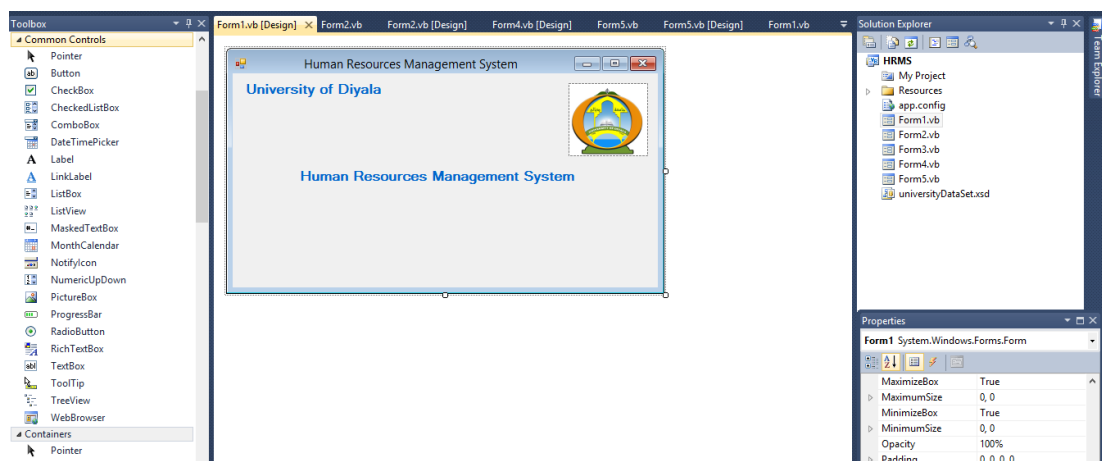 Toolbox
Common Controls
Pointer
Button
CheckBox
CheckedListBox
ComboBox
DateTimePicker
Label
LinkLabel
ListBox
ListView
MaskedTextBox
MonthCalendar
NotifyIcon
NumericUpDown
PictureBox
ProgressBar
RadioButton
RichTextBox
TextBox
ToolTip
TreeView
WebBrowser
Containers
Pointer
Form1.vb [Design] Form2.vb Form2.vb [Design] Form4.vb [Design] Form5.vb Form5.vb [Design] Form1.vb
Human Resources Management System
University of Diyala
Human Resources Management System
Solution Explorer
HRMS
My Project
Resources
app.config
Form1.vb
Form2.vb
Form3.vb
Form4.vb
Form5.vb
universityDataSet.xsd
Team Explorer
Properties
Form1 System.Windows.Forms.Form
MaximizeBox True
MaximumSize 0, 0
MinimizeBox True
MinimumSize 0, 0
Opacity 100%
Padding 0, 0, 0, 0